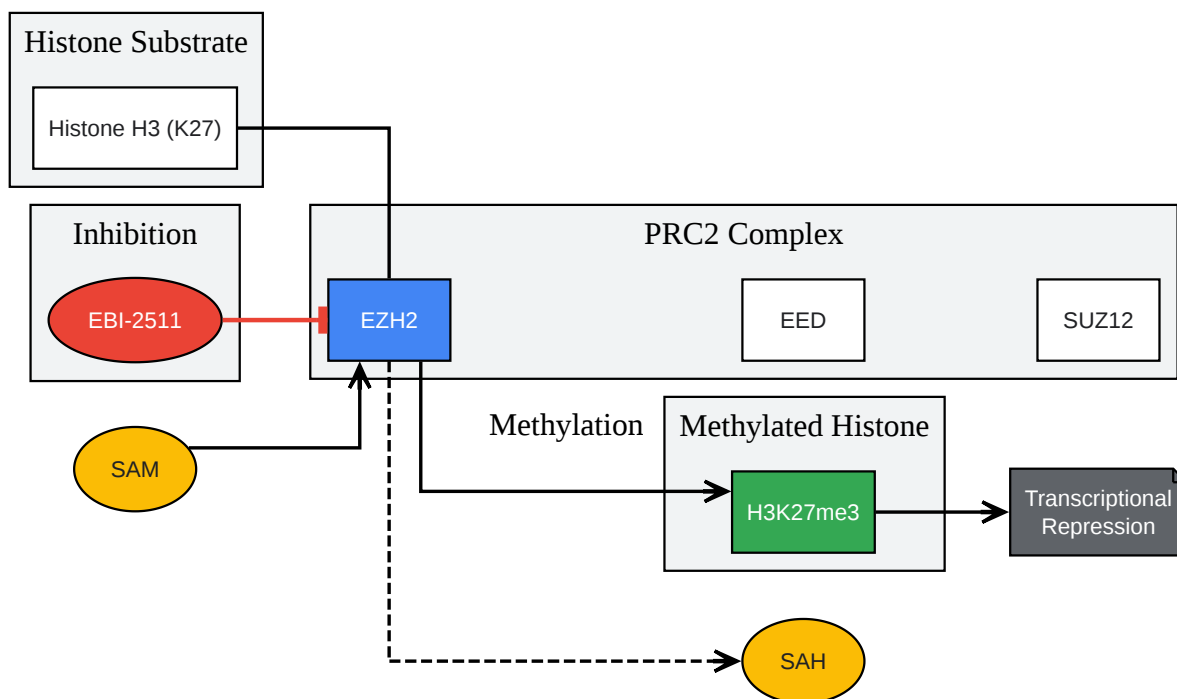 Histone Substrate
Histone H3 (K27)
Inhibition
EBI-2511
PRC2 Complex
EZH2
EED
SUZ12
SAM
Methylation
Methylated Histone
H3K27me3
Transcriptional
Repression
SAH